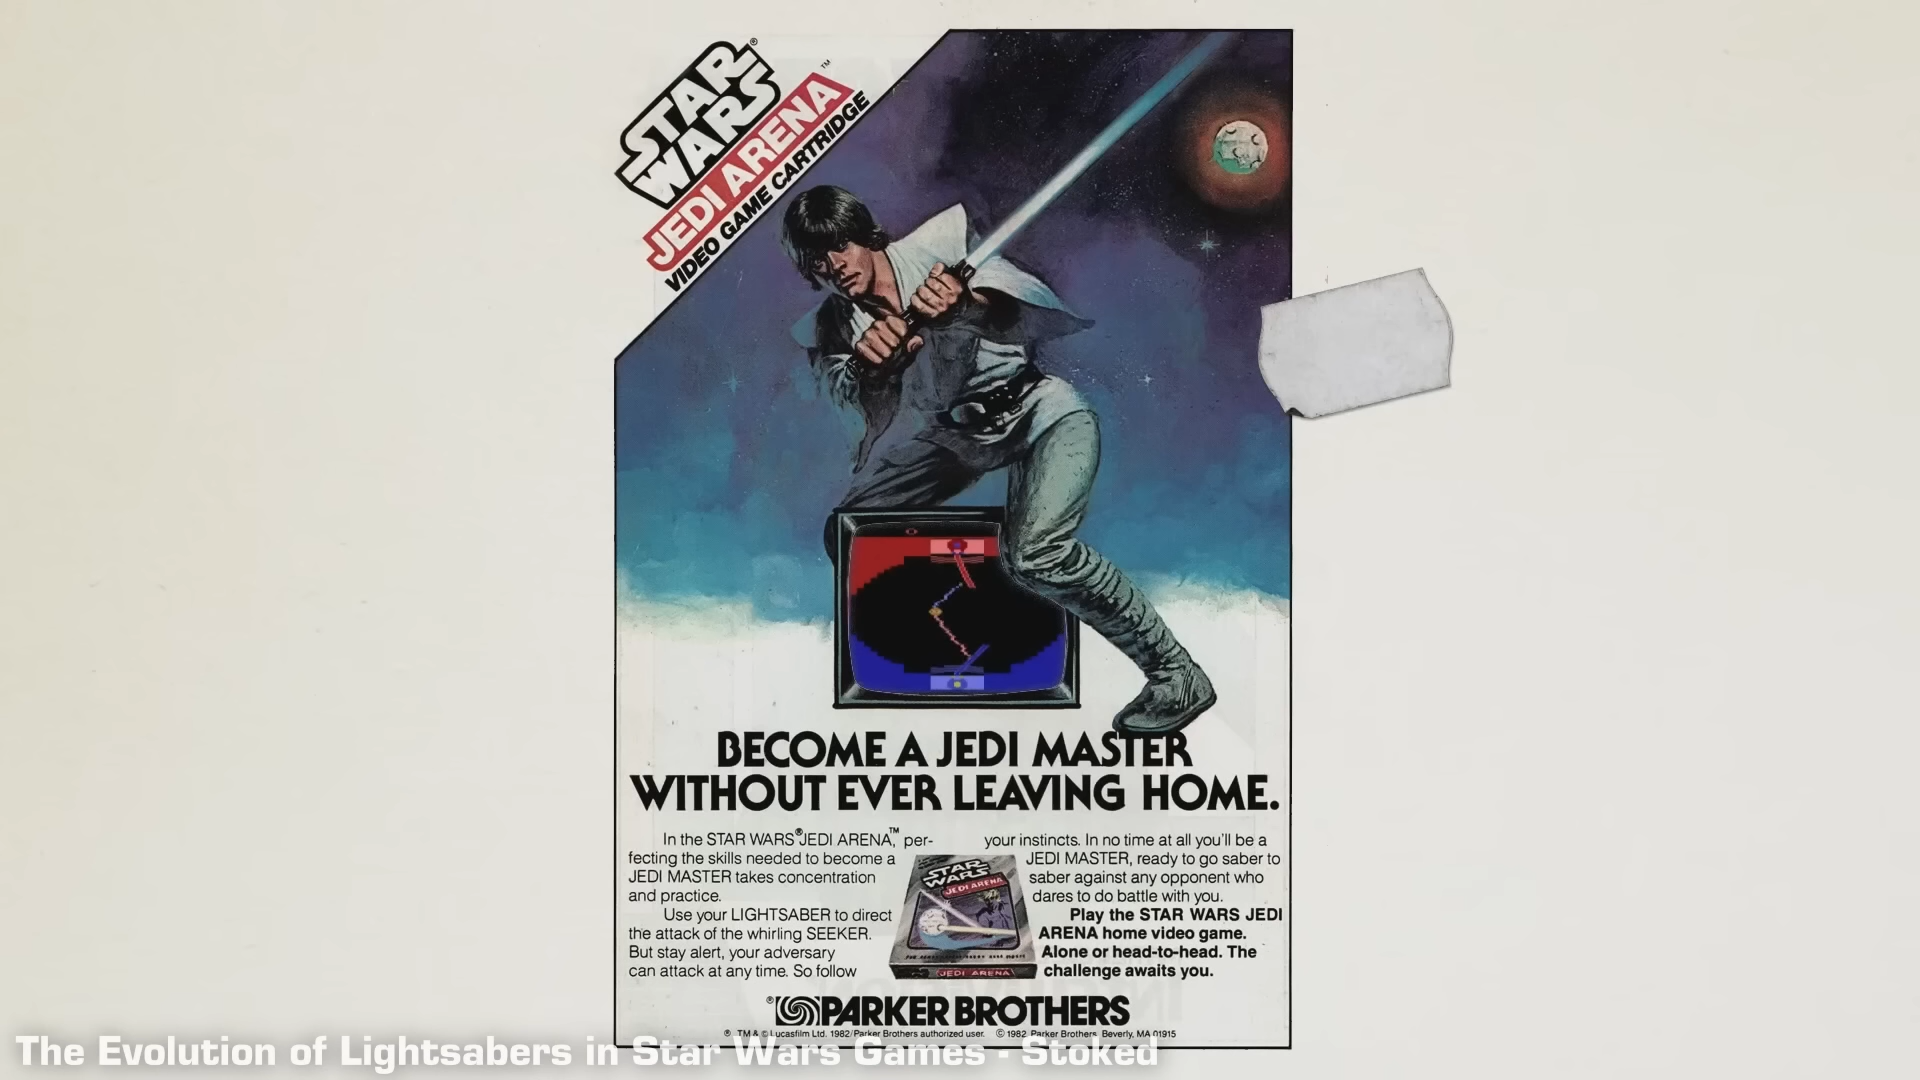 STAR
WARS®
JEDI ARENA™
VIDEO GAME CARTRIDGE
BECOME A JEDI MASTER
WITHOUT EVER LEAVING HOME.
In the STAR WARS® JEDI ARENA,™ per-
fecting the skills needed to become a
JEDI MASTER takes concentration
and practice.
Use your LIGHTSABER to direct
the attack of the whirling SEEKER.
But stay alert, your adversary
can attack at any time. So follow
your instincts. In no time at all you'll be a
JEDI MASTER, ready to go saber to
saber against any opponent who
dares to do battle with you.
Play the STAR WARS JEDI
ARENA home video game.
Alone or head-to-head. The
challenge awaits you.
STAR
WARS
JEDI ARENA
JEDI ARENA
® PARKER BROTHERS
® TM & © Lucasfilm Ltd. 1982/Parker Brothers authorized user. © 1982 Parker Brothers, Beverly, MA 01915
The Evolution of Lightsabers in Star Wars Games - Stoked